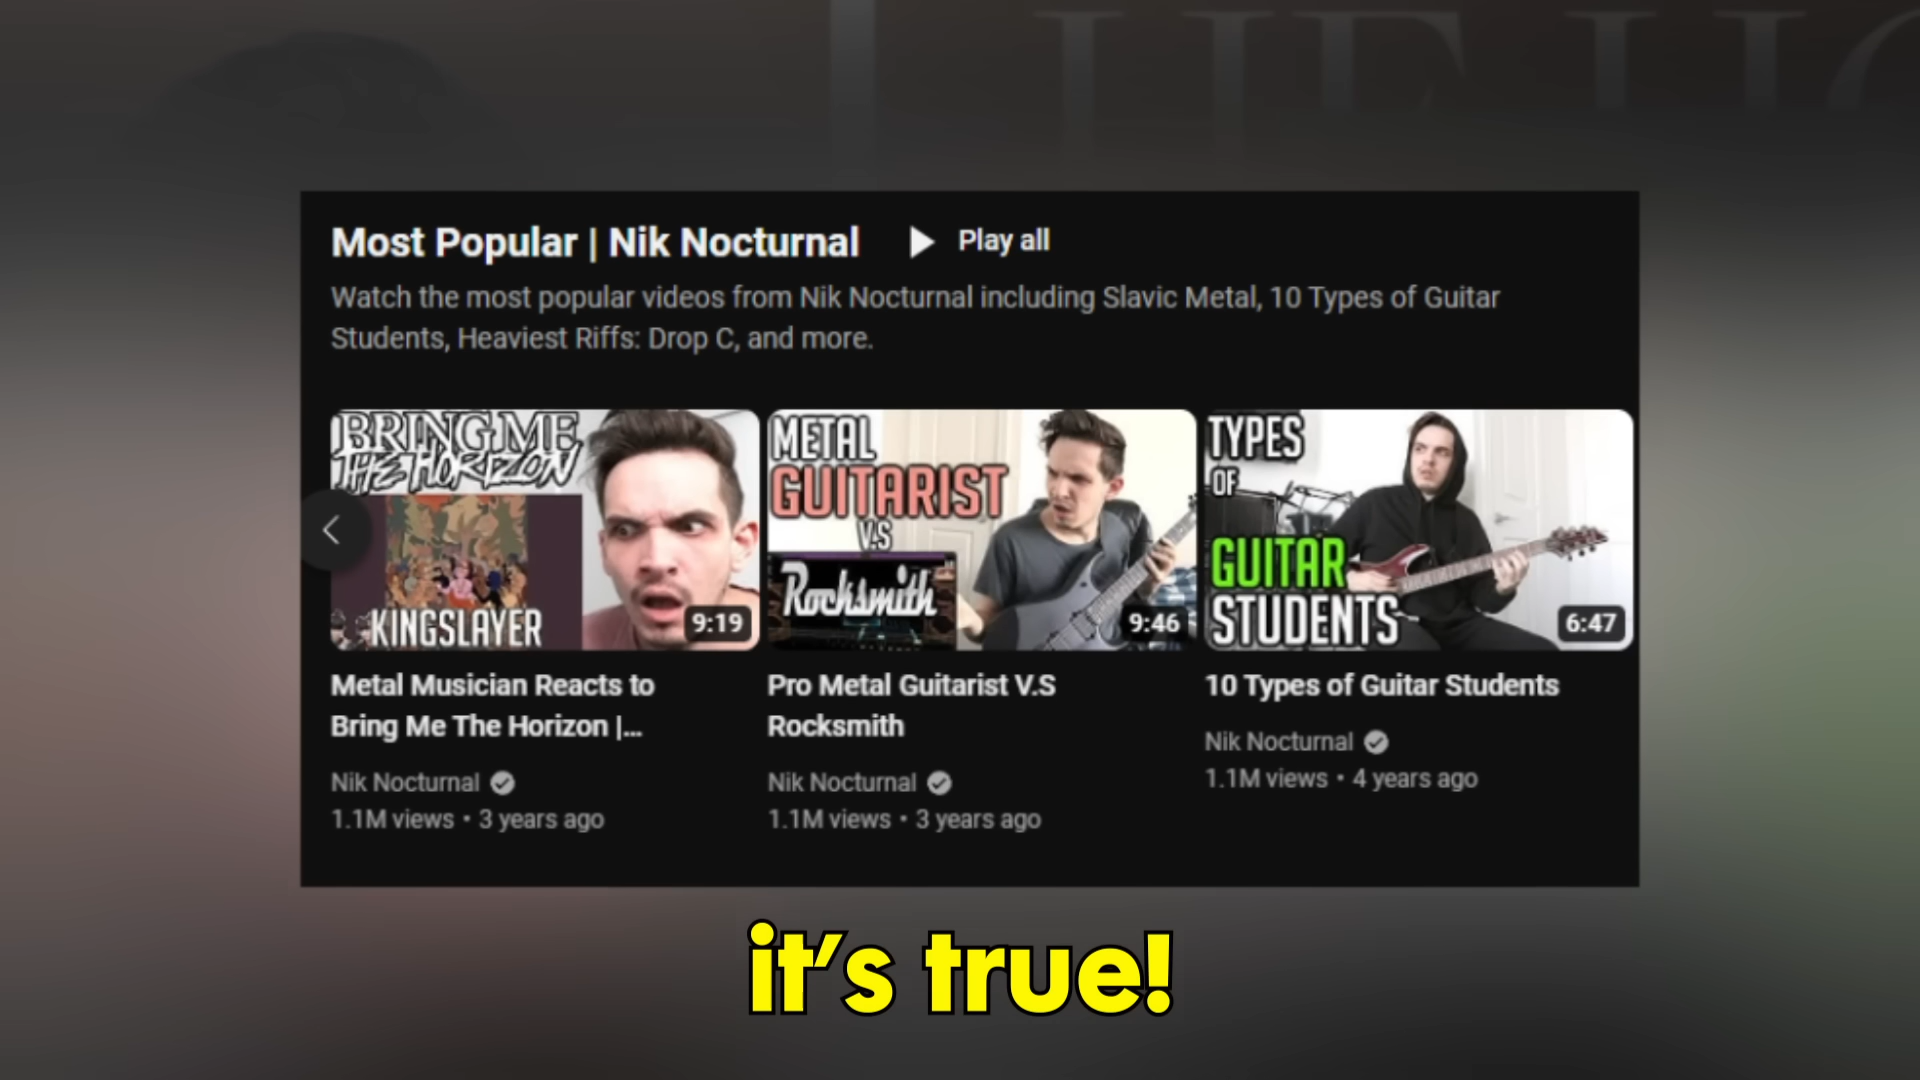 Most Popular | Nik Nocturnal
Play all
Watch the most popular videos from Nik Nocturnal including Slavic Metal, 10 Types of Guitar
Students, Heaviest Riffs: Drop C, and more.
BRING ME
THE HORIZON
KINGSLAYER
9:19
METAL
GUITARIST
V.S
Rocksmith
9:46
TYPES
OF
GUITAR
STUDENTS
6:47
Metal Musician Reacts to
Bring Me The Horizon |...
Nik Nocturnal
1.1M views • 3 years ago
Pro Metal Guitarist V.S
Rocksmith
Nik Nocturnal
1.1M views • 3 years ago
10 Types of Guitar Students
Nik Nocturnal
1.1M views • 4 years ago
it's true!